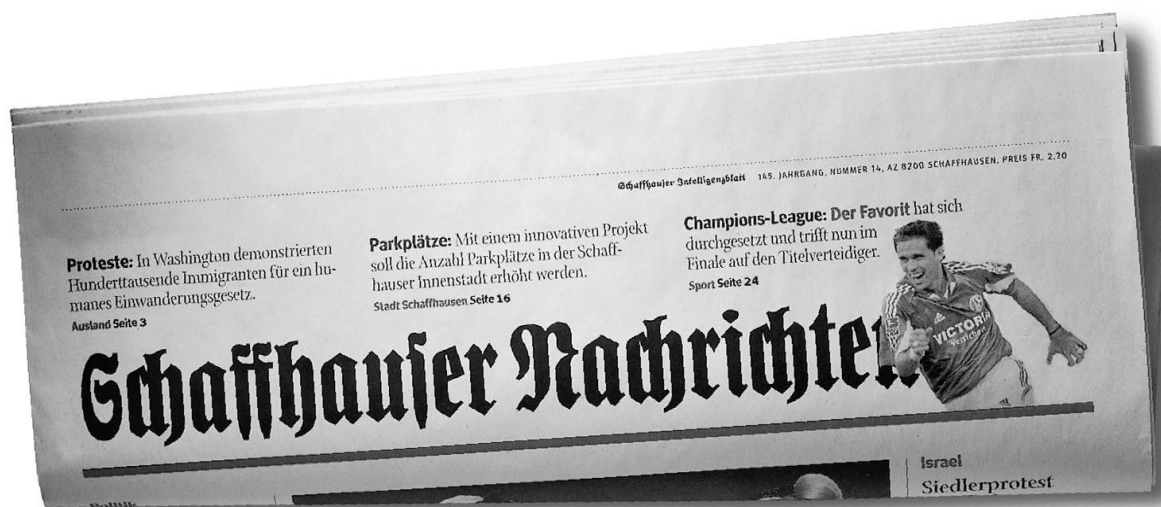 Schaffhauser Intelligenzblatt 145. JAHRGANG, NUMMER 14, AZ 8200 SCHAFFHAUSEN. PREIS FR. 2.20
Proteste: In Washington demonstrierten
Hunderttausende Immigranten für ein hu-
manes Einwanderungsgesetz.
Ausland Seite 3
Parkplätze: Mit einem innovativen Projekt
soll die Anzahl Parkplätze in der Schaff-
hauser Innenstadt erhöht werden.
Stadt Schaffhausen Seite 16
Champions-League: Der Favorit hat sich
durchgesetzt und trifft nun im
Finale auf den Titelverteidiger.
Sport Seite 24
VICTORIA
Schaffhauser Nachrichten
Politik
Israel
Siedlerprotest